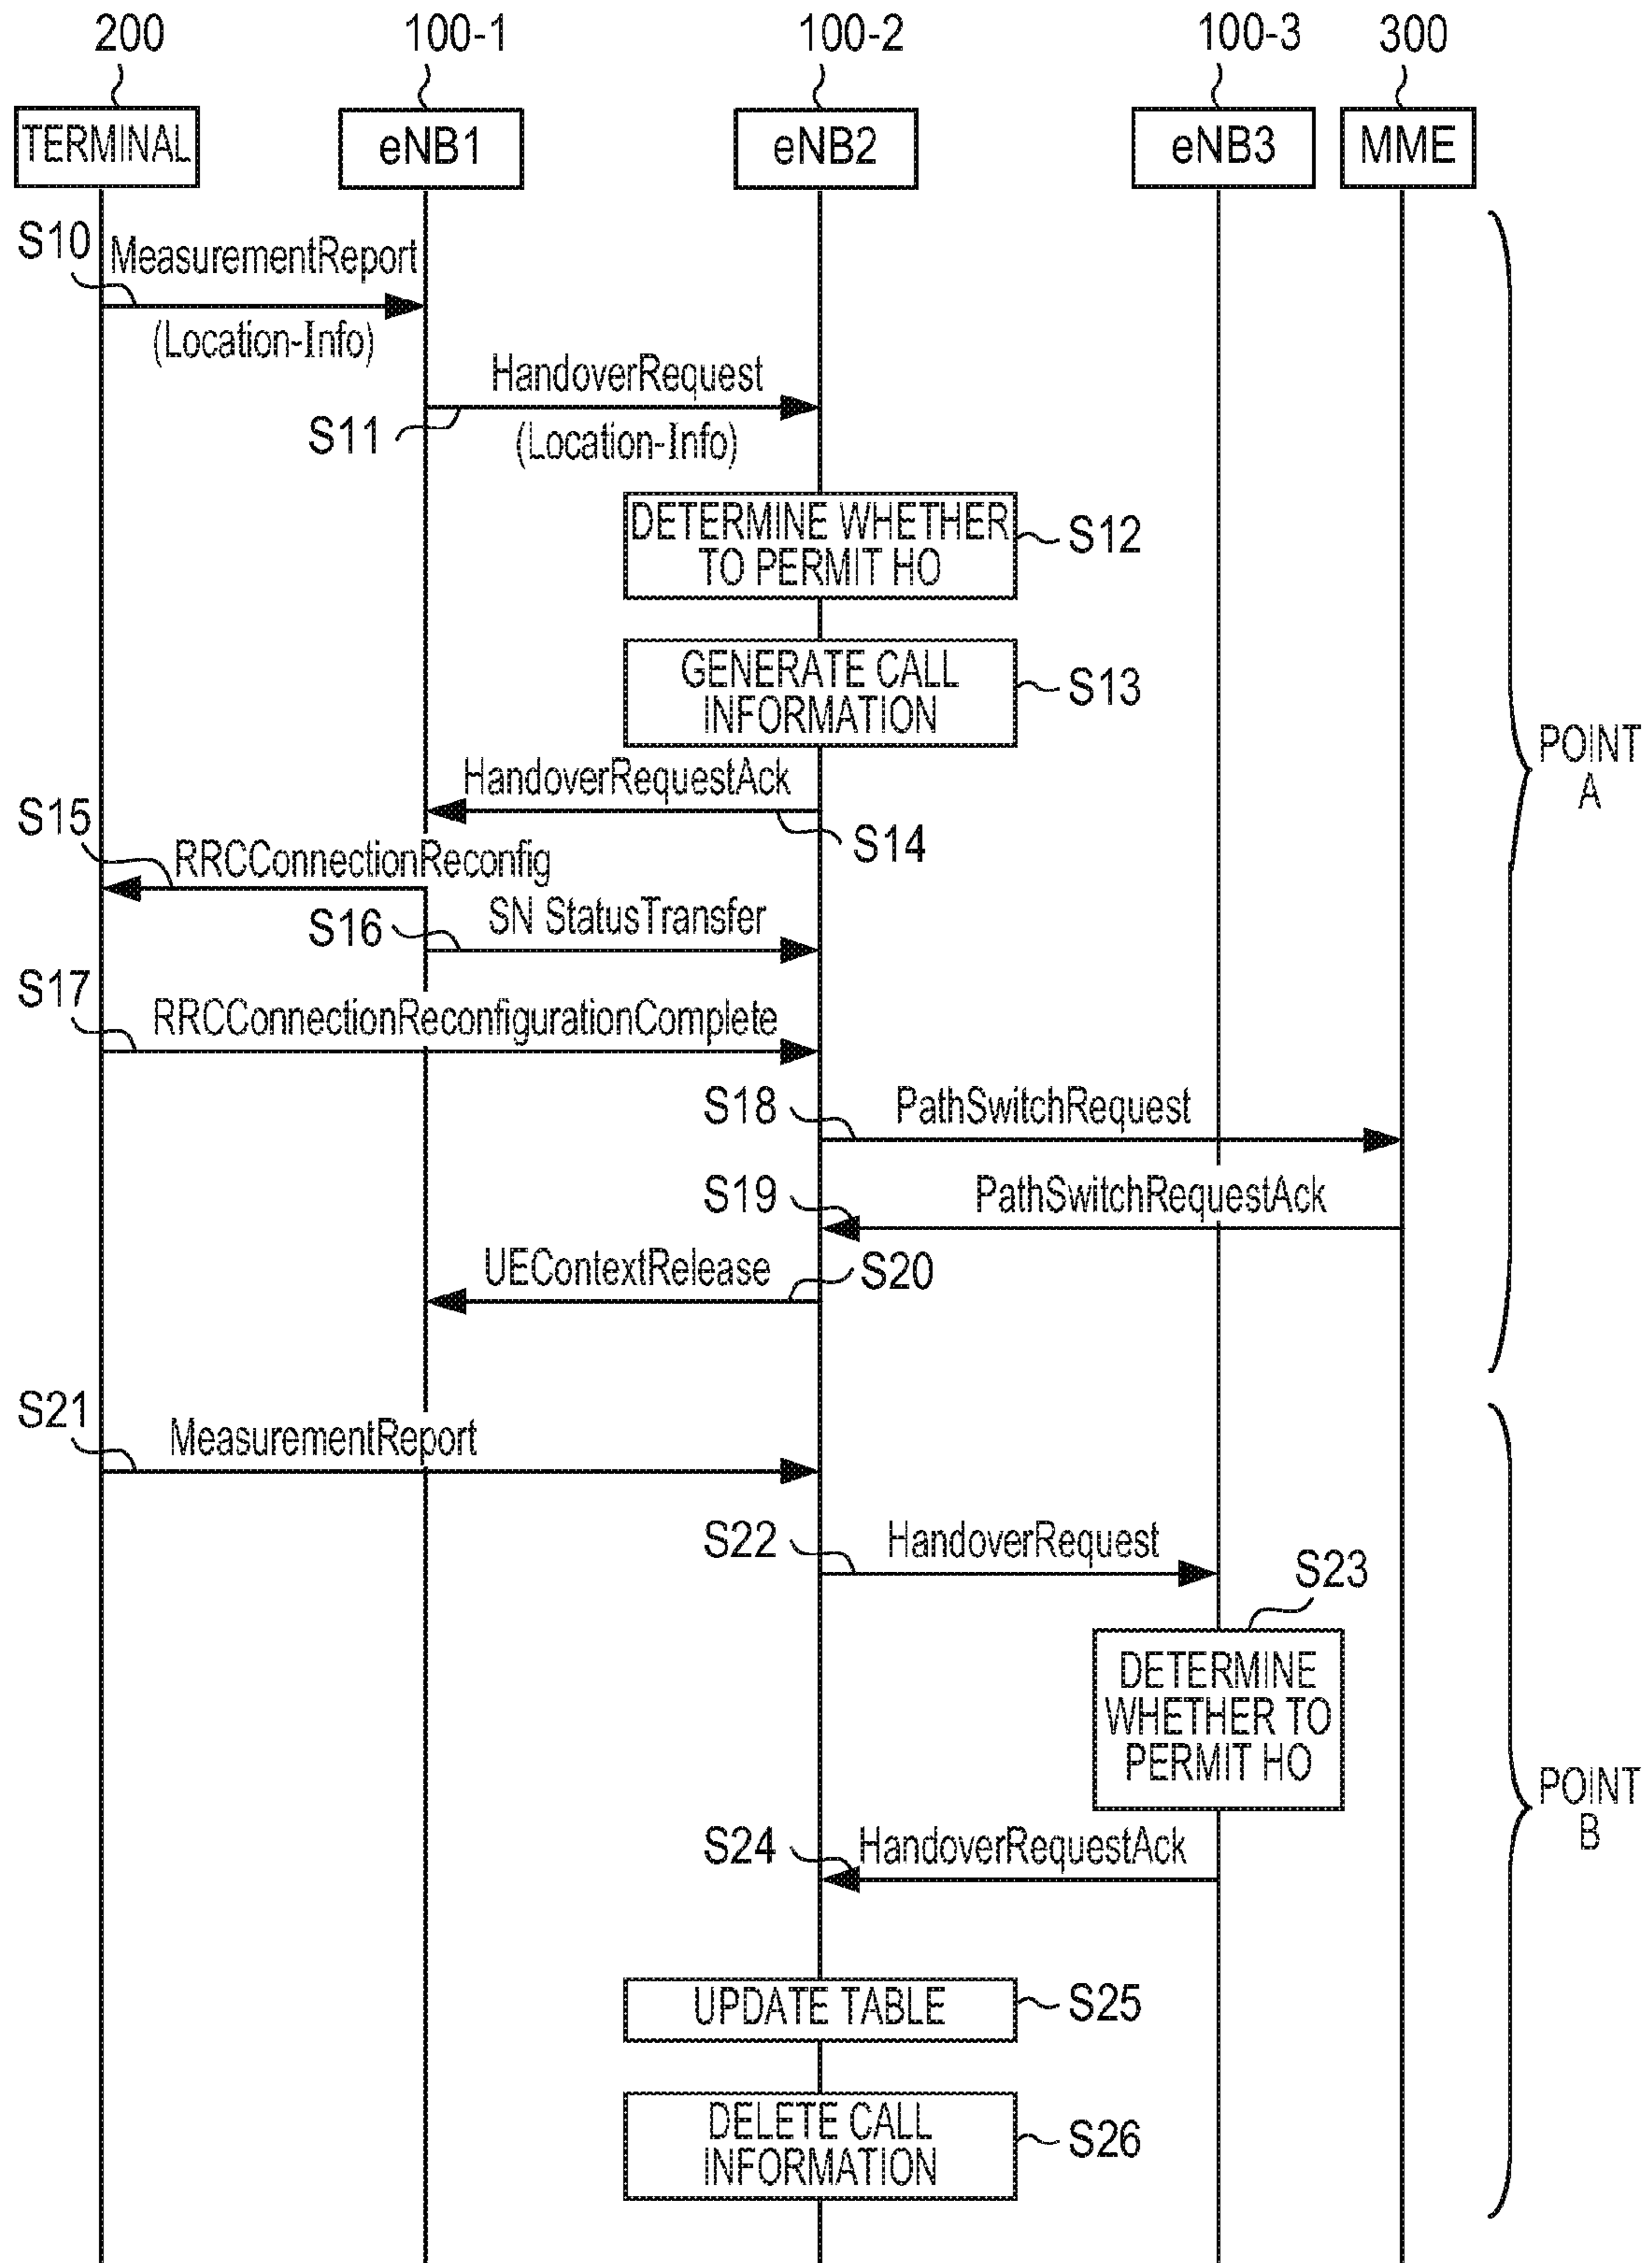 200
100-1
100-2
100-3
300
TERMINAL
eNB1
eNB2
eNB3
MME
S10
MeasurementReport
(Location-Info)
HandoverRequest
S11
(Location-Info)
DETERMINE WHETHER
TO PERMIT HO
S12
GENERATE CALL
INFORMATION
S13
POINT
A
HandoverRequestAck
S14
S15
RRCConnectionReconfig
S16
SN StatusTransfer
S17
RRCConnectionReconfigurationComplete
S18
PathSwitchRequest
S19
PathSwitchRequestAck
UEContextRelease
S20
S21
MeasurementReport
S22
HandoverRequest
S23
DETERMINE
WHETHER TO
PERMIT HO
POINT
B
S24
HandoverRequestAck
UPDATE TABLE
S25
DELETE CALL
INFORMATION
S26